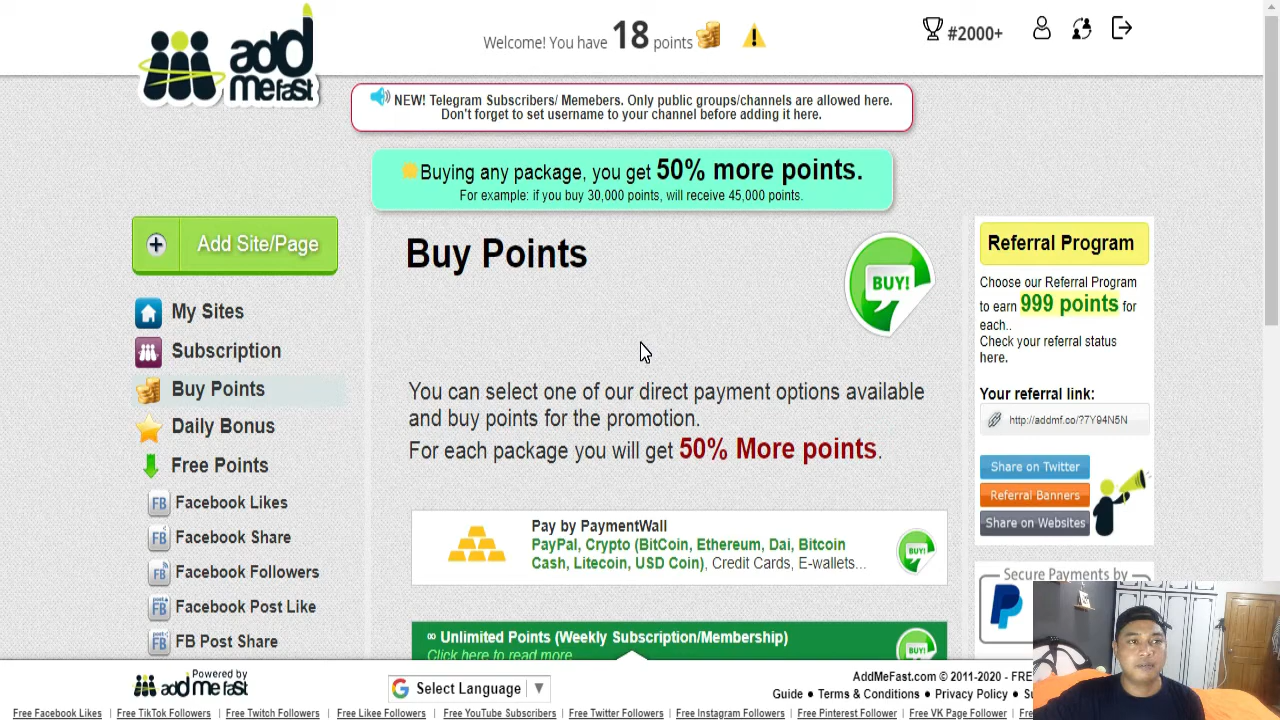 add
mefast
Welcome! You have 18 points
#2000+
NEW! Telegram Subscribers/ Memebers. Only public groups/channels are allowed here.
Don't forget to set username to your channel before adding it here.
Buying any package, you get 50% more points.
For example: if you buy 30,000 points, will receive 45,000 points.
Add Site/Page
My Sites
Subscription
Buy Points
Daily Bonus
Free Points
FB Facebook Likes
FB Facebook Share
FB Facebook Followers
FB Facebook Post Like
FB FB Post Share
Buy Points
BUY!
You can select one of our direct payment options available
and buy points for the promotion.
For each package you will get 50% More points.
Pay by PaymentWall
PayPal, Crypto (BitCoin, Ethereum, Dai, Bitcoin
Cash, Litecoin, USD Coin), Credit Cards, E-wallets...
BUY!
∞ Unlimited Points (Weekly Subscription/Membership)
Click here to read more
BUY!
Referral Program
Choose our Referral Program
to earn 999 points for
each..
Check your referral status
here.
Your referral link:
http://addmf.co/?7Y94N5N
Share on Twitter
Referral Banners
Share on Websites
Secure Payments by
Powered by
add me fast
Select Language ▼
AddMeFast.com © 2011-2020 - FRE
Guide • Terms & Conditions • Privacy Policy • Su
Free Facebook Likes Free TikTok Followers Free Twitch Followers Free Likee Followers Free YouTube Subscribers Free Twitter Followers Free Instagram Followers Free Pinterest Follower Free VK Page Follower Fre